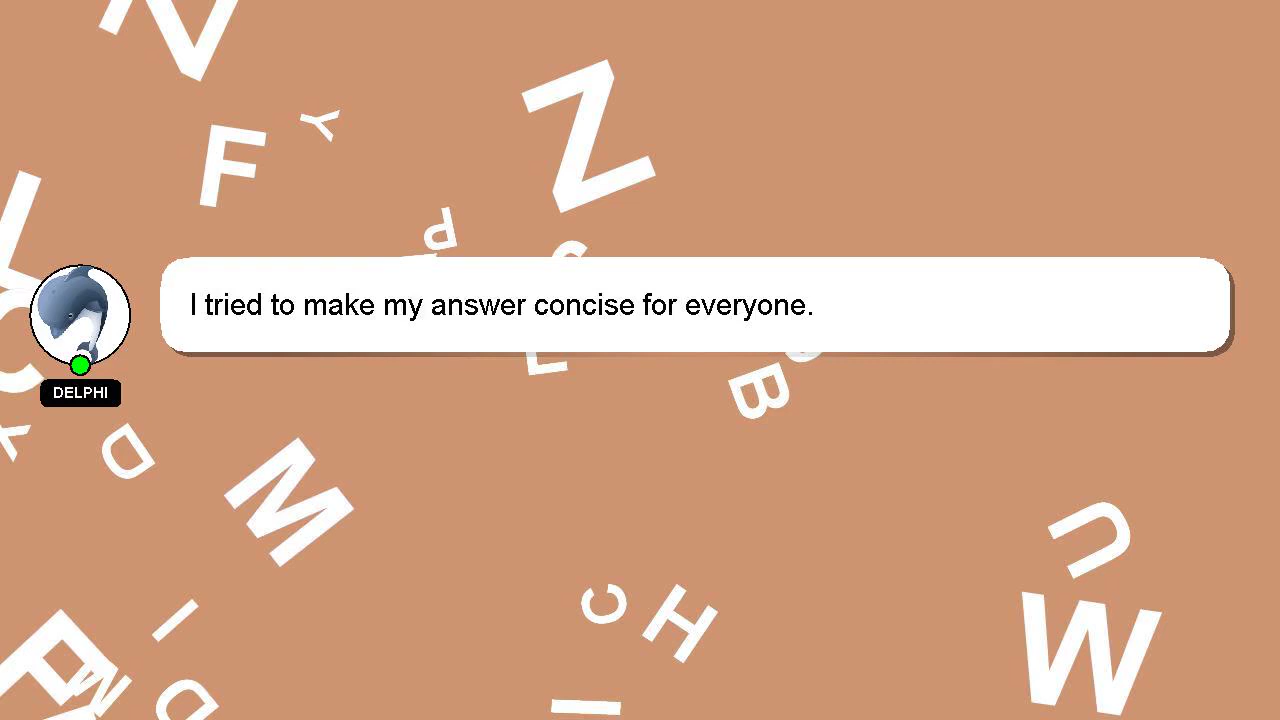 I tried to make my answer concise for everyone.
DELPHI
N
F
Y
Z
P
S
L
B
C
Y
D
M
U
C
H
W
I
P
M
D
I